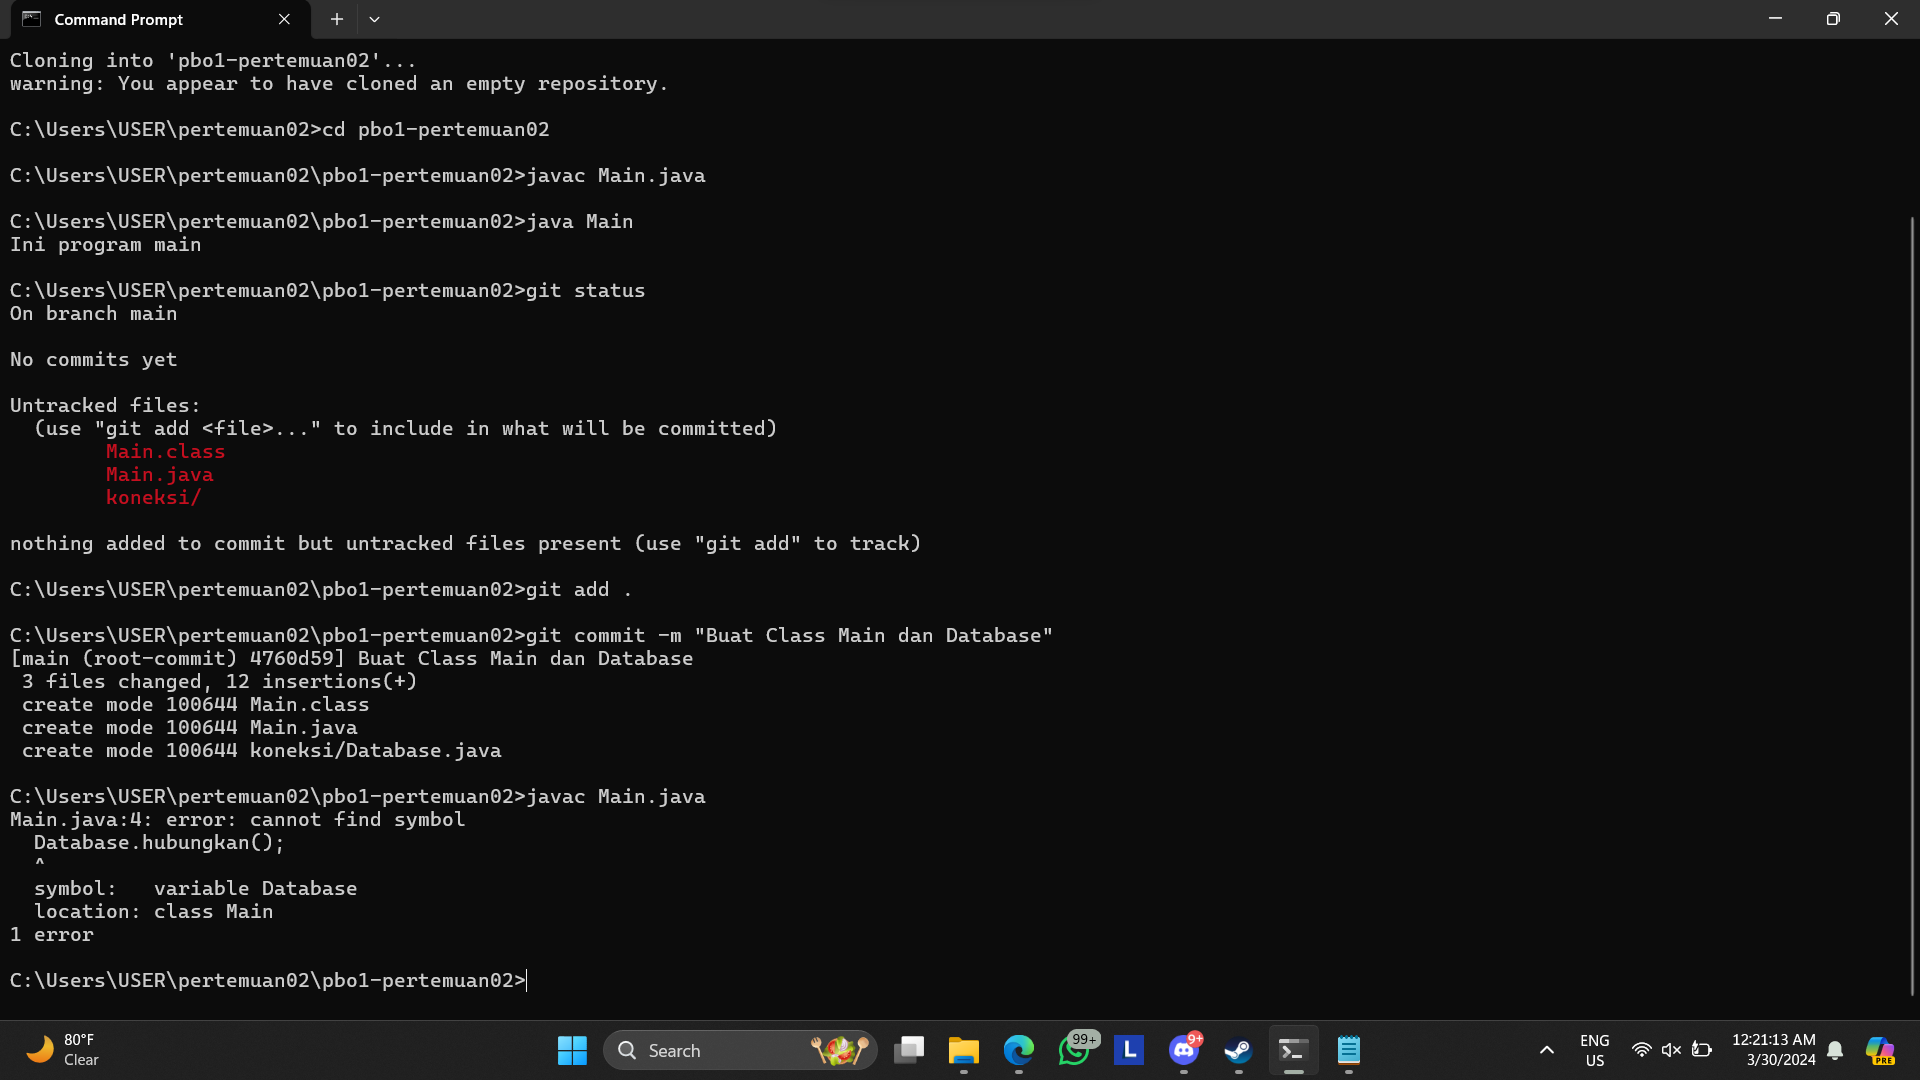 Command Prompt
Cloning into 'pbo1-pertemuan02'...
warning: You appear to have cloned an empty repository.
C:\Users\USER\pertemuan02>cd pbo1-pertemuan02
C:\Users\USER\pertemuan02\pbo1-pertemuan02>javac Main.java
C:\Users\USER\pertemuan02\pbo1-pertemuan02>java Main
Ini program main
C:\Users\USER\pertemuan02\pbo1-pertemuan02>git status
On branch main
No commits yet
Untracked files:
  (use "git add <file>..." to include in what will be committed)
        Main.class
        Main.java
        koneksi/
nothing added to commit but untracked files present (use "git add" to track)
C:\Users\USER\pertemuan02\pbo1-pertemuan02>git add .
C:\Users\USER\pertemuan02\pbo1-pertemuan02>git commit -m "Buat Class Main dan Database"
[main (root-commit) 4760d59] Buat Class Main dan Database
 3 files changed, 12 insertions(+)
 create mode 100644 Main.class
 create mode 100644 Main.java
 create mode 100644 koneksi/Database.java
C:\Users\USER\pertemuan02\pbo1-pertemuan02>javac Main.java
Main.java:4: error: cannot find symbol
  Database.hubungkan();
  ^
  symbol:   variable Database
  location: class Main
1 error
C:\Users\USER\pertemuan02\pbo1-pertemuan02>
80°F
Clear
Search
99+
L
9+
ENG
US
12:21:13 AM
3/30/2024
PRE